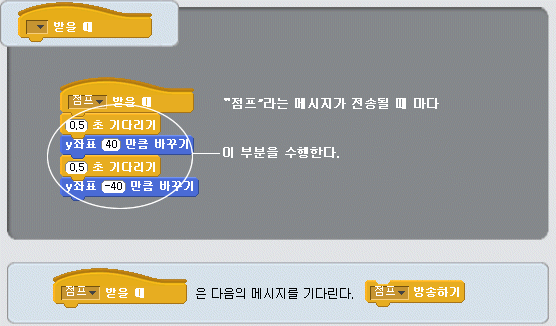 받을 때
점프 받을 때
"점프"라는 메시지가 전송될 때 마다
0.5 초 기다리기
y좌표 40 만큼 바꾸기
이 부분을 수행한다.
0.5 초 기다리기
y좌표 -40 만큼 바꾸기
점프 받을 때 은 다음의 메시지를 기다린다. 점프 방송하기